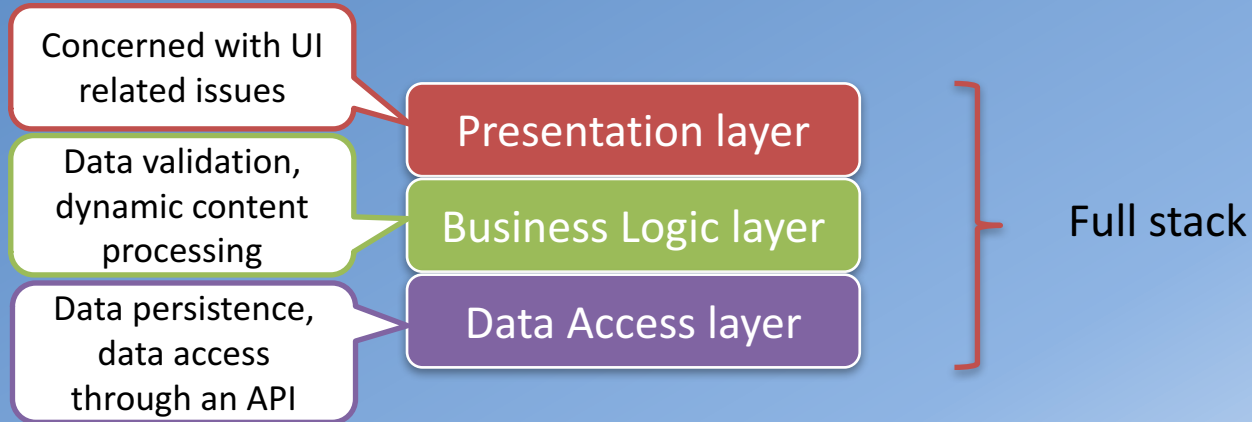 Concerned with UI
related issues
Presentation layer
Data validation,
dynamic content
processing
Business Logic layer
Full stack
Data persistence,
data access
through an API
Data Access layer